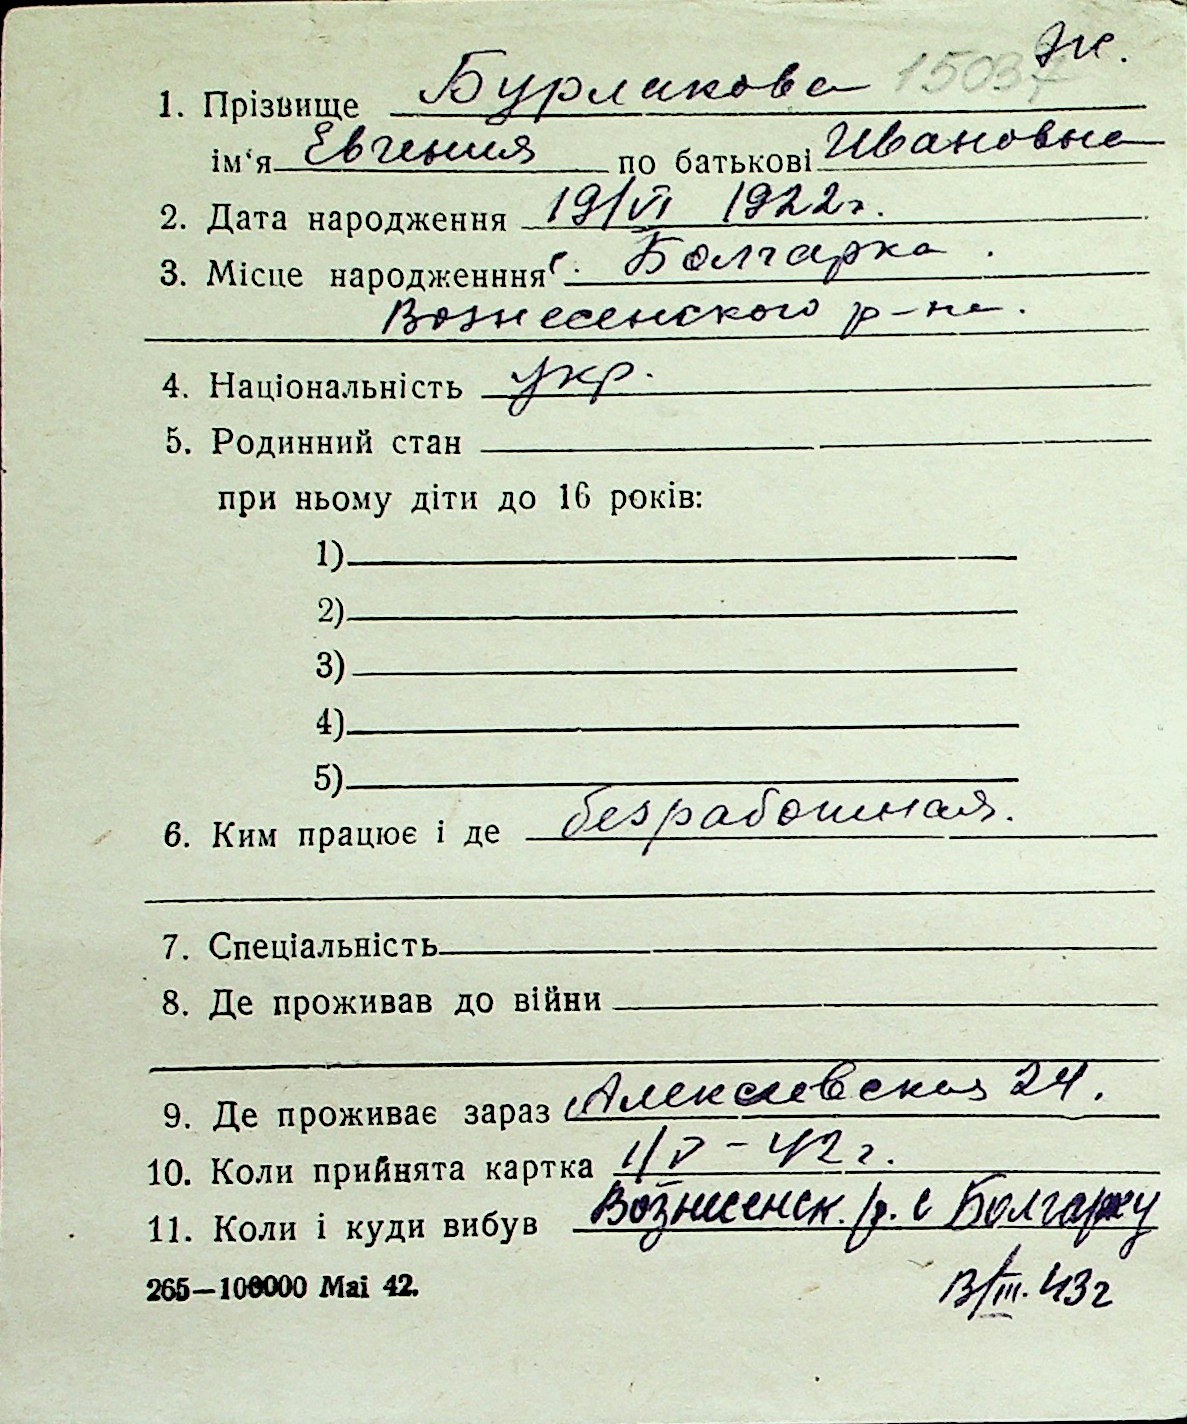 Эк.
15037
1. Прізвище Бурлакова
ім‘я Евгения по батькові Ивановна
2. Дата народження 19/VI 1922г.
3. Місце народженння с. Болгарка.
Вознесенского р-на.
4. Національність укр.
5. Родинний стан
при ньому діти до 16 років:
1)
2)
3)
4)
5)
6. Ким працює і де безработная.
7. Спеціальність
8. Де проживав до війни
9. Де проживає зараз Алексеевская 24.
10. Коли прийнята картка 1/V – 42 г.
11. Коли і куди вибув Вознесенск. р. с Болгарку
265—100000 Mai 42.
13/III. 43г